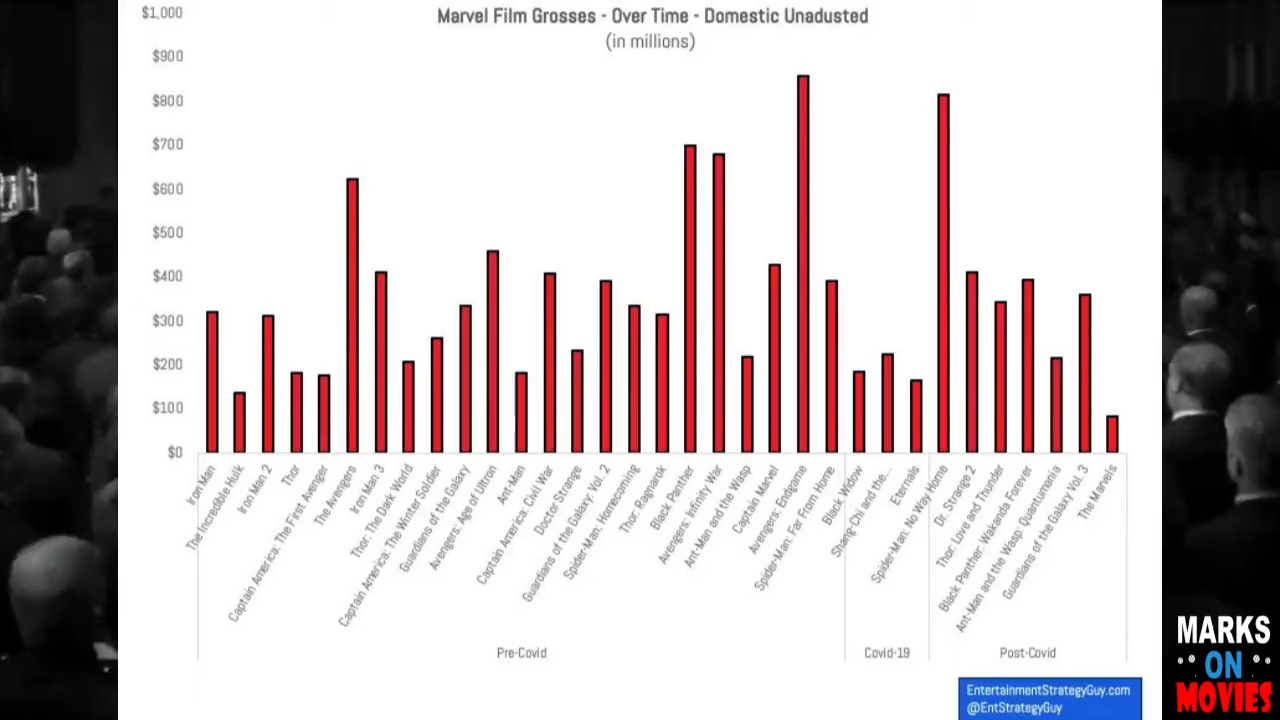 Marvel Film Grosses - Over Time - Domestic Unadusted
(in millions)
$1,000
$900
$800
$700
$600
$500
$400
$300
$200
$100
$0
Iron Man
The Incredible Hulk
Iron Man 2
Thor
Captain America: The First Avenger
The Avengers
Iron Man 3
Thor: The Dark World
Captain America: The Winter Soldier
Guardians of the Galaxy
Avengers: Age of Ultron
Ant-Man
Captain America: Civil War
Doctor Strange
Guardians of the Galaxy: Vol. 2
Spider-Man: Homecoming
Thor: Ragnarok
Black Panther
Avengers: Infinity War
Ant-Man and the Wasp
Captain Marvel
Avengers: Endgame
Spider-Man: Far From Home
Black Widow
Shang-Chi and the...
Eternals
Spider-Man: No Way Home
Dr. Strange 2
Thor: Love and Thunder
Black Panther: Wakanda Forever
Ant-Man and the Wasp: Quantumania
Guardians of the Galaxy Vol. 3
The Marvels
Pre-Covid
Covid-19
Post-Covid
EntertainmentStrategyGuy.com
@EntStrategyGuy
MARKS
ON
MOVIES